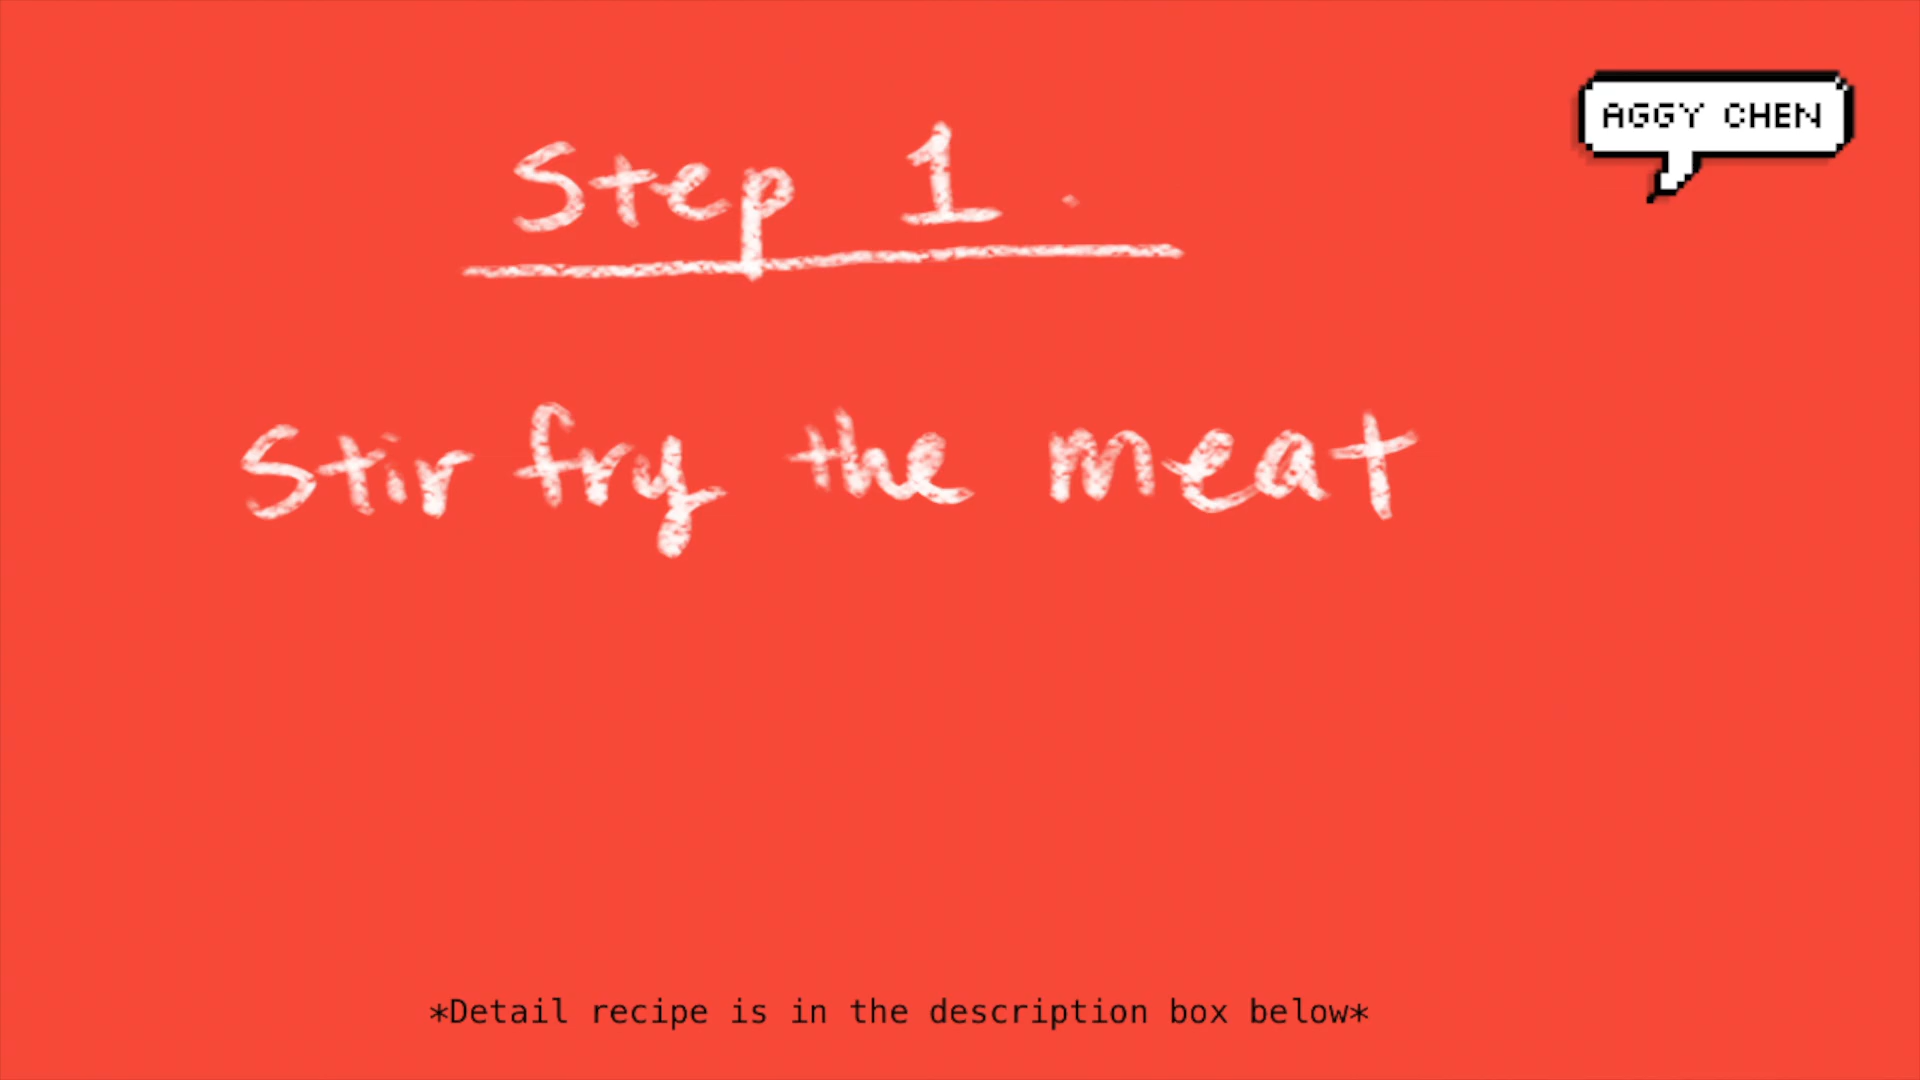 AGGY CHEN
Step 1.
Stir fry the meat
*Detail recipe is in the description box below*